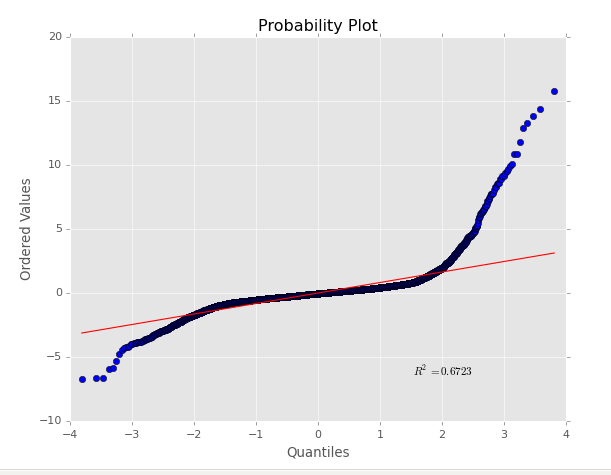 Probability Plot
20
15
10
5
0
−5
−10
Ordered Values
R² = 0.6723
−4 −3 −2 −1 0 1 2 3 4
Quantiles